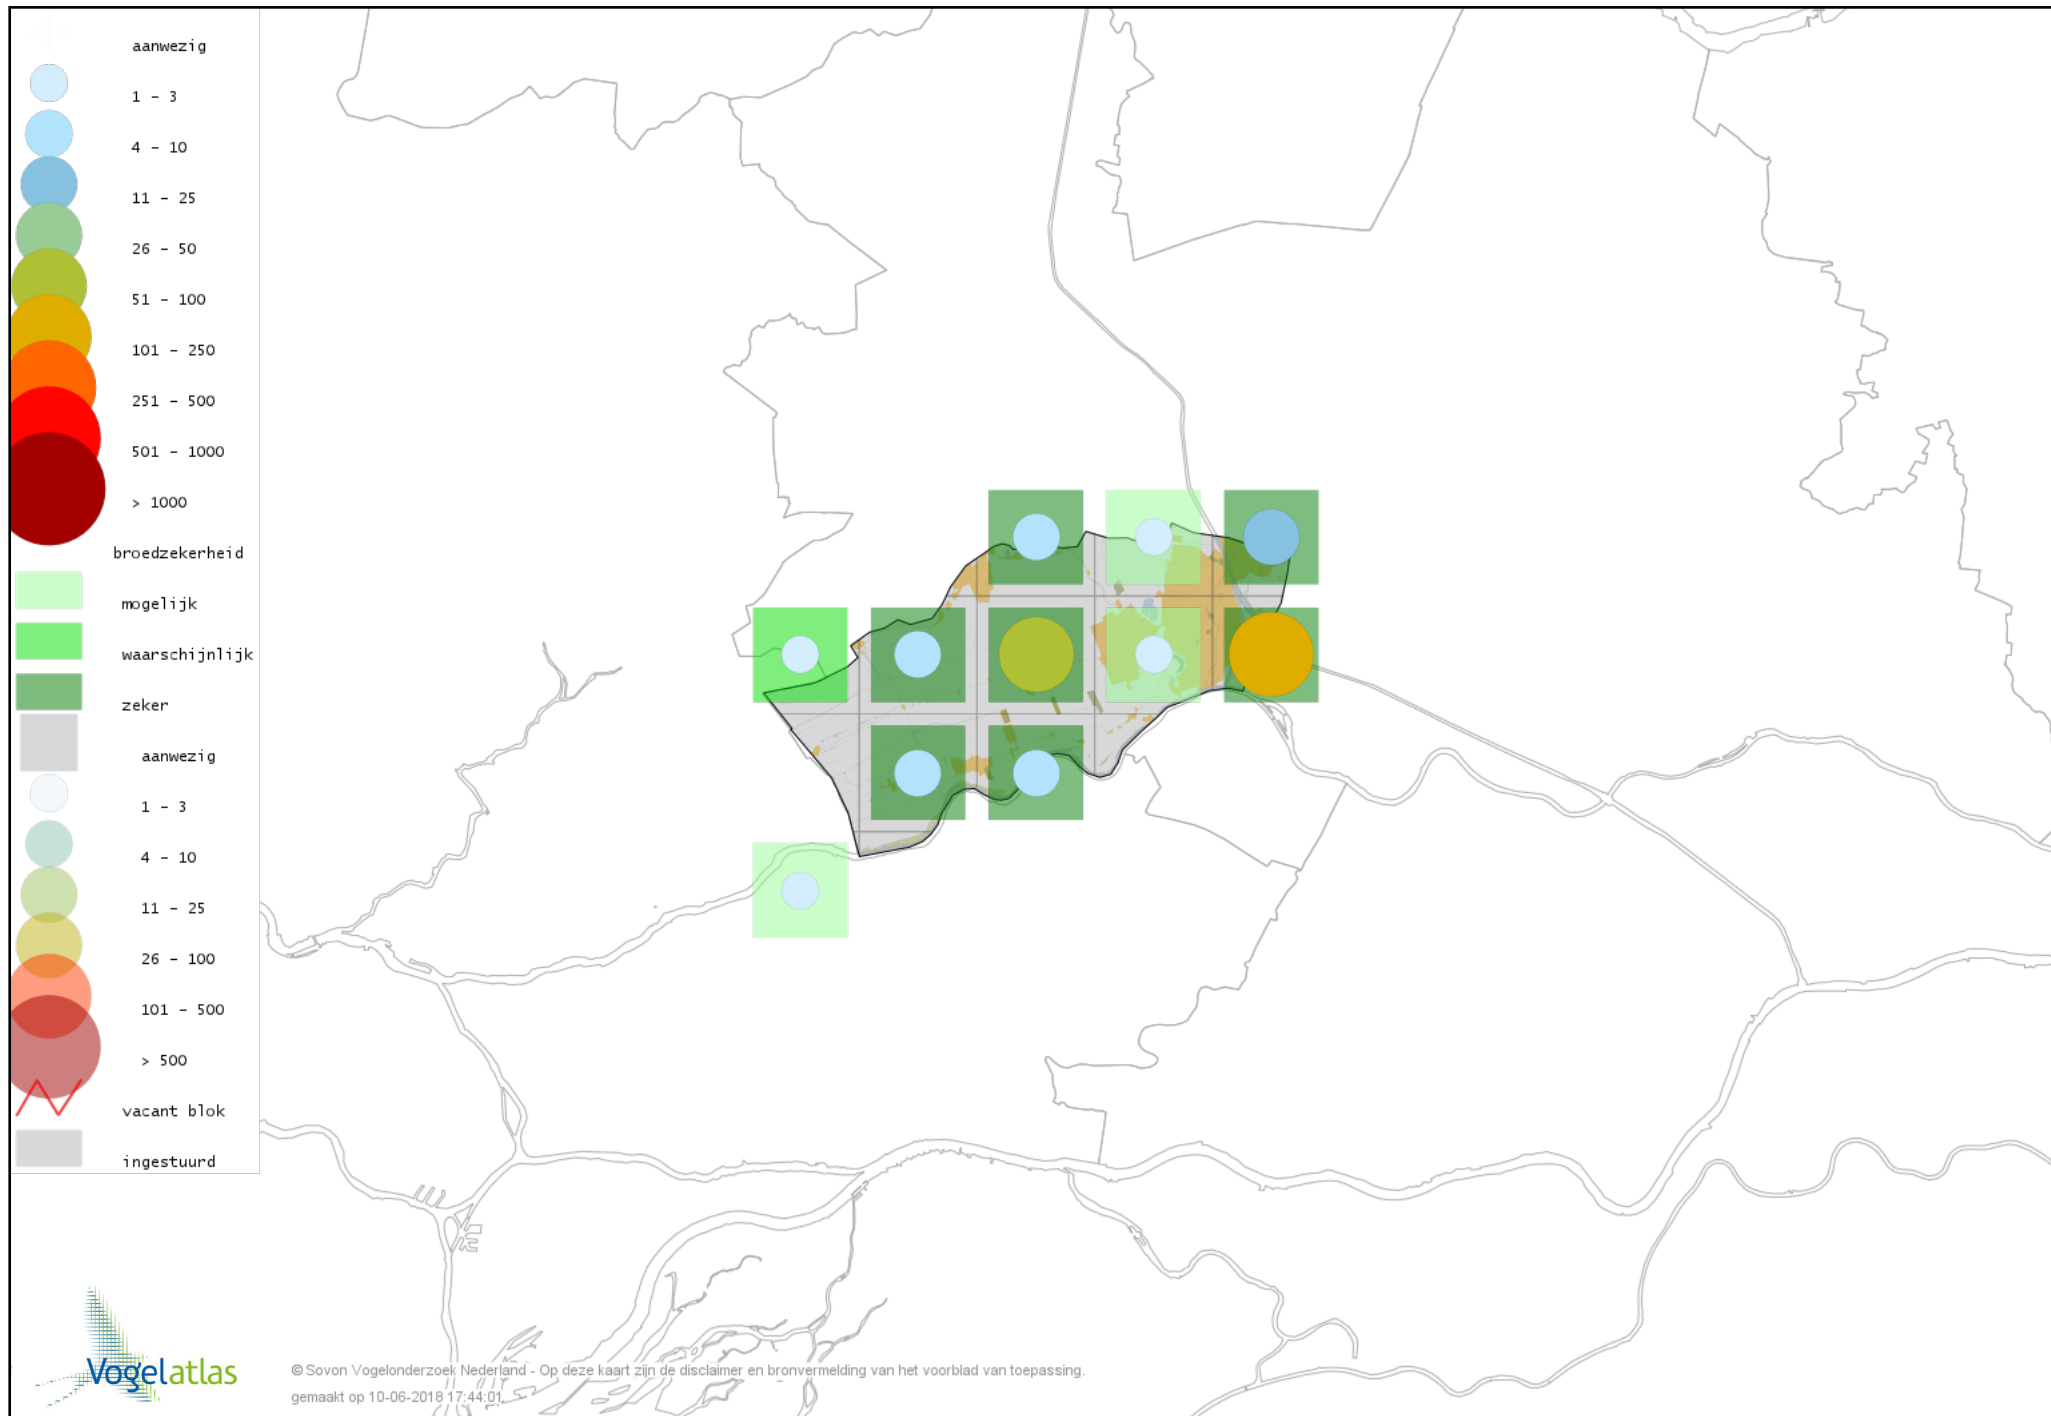 aanwezig
1 - 3
4 - 10
11 - 25
26 - 50
51 - 100
101 - 250
251 - 500
501 - 1000
> 1000
broedzekerheid
mogelijk
waarschijnlijk
zeker
aanwezig
1 - 3
4 - 10
11 - 25
26 - 100
101 - 500
> 500
vacant blok
ingestuurd
Vogelatlas
© Sovon Vogelonderzoek Nederland - Op deze kaart zijn de disclaimer en bronvermelding van het voorblad van toepassing.
gemaakt op 10-06-2018 17:44:01